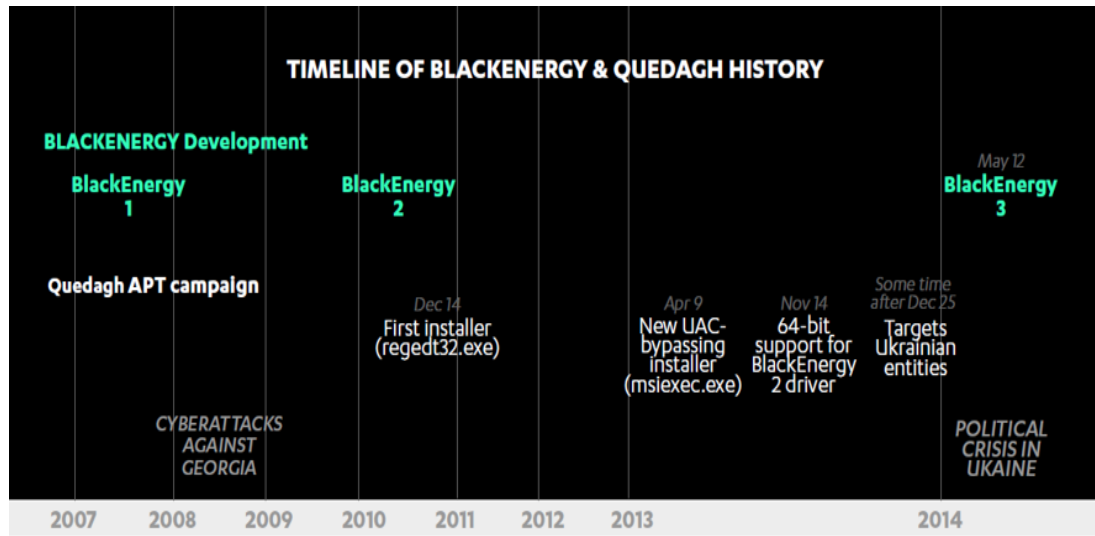 TIMELINE OF BLACKENERGY & QUEDAGH HISTORY
BLACKENERGY Development
BlackEnergy
1
BlackEnergy
2
May 12
BlackEnergy
3
Quedagh APT campaign
Dec 14
First installer
(regedt32.exe)
Apr 9
New UAC-
bypassing
installer
(msiexec.exe)
Nov 14
64-bit
support for
BlackEnergy
2 driver
Some time
after Dec 25
Targets
Ukrainian
entities
CYBERATTACKS
AGAINST
GEORGIA
POLITICAL
CRISIS IN
UKAINE
2007 2008 2009 2010 2011 2012 2013 2014